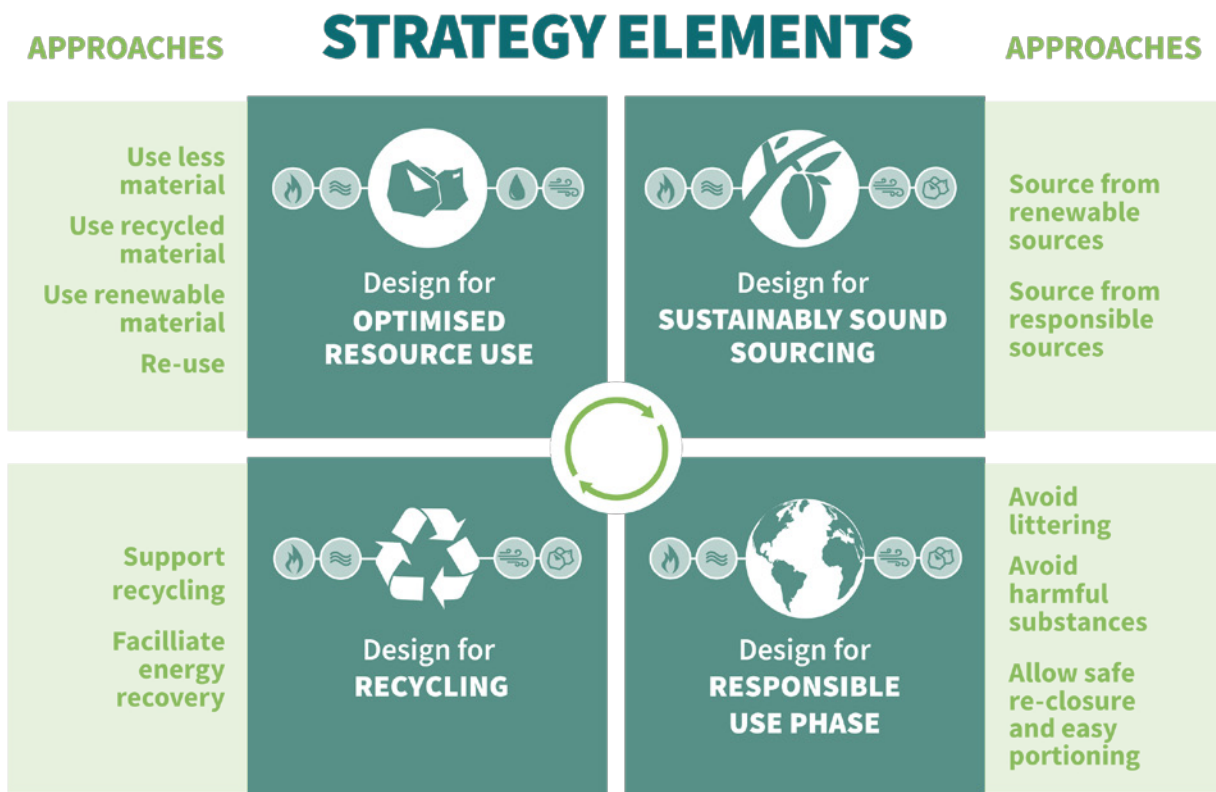 STRATEGY ELEMENTS
APPROACHES
APPROACHES
Use less
material
Use recycled
material
Use renewable
material
Re-use
Design for
OPTIMISED
RESOURCE USE
Design for
SUSTAINABLY SOUND
SOURCING
Source from
renewable
sources
Source from
responsible
sources
Support
recycling
Facilliate
energy
recovery
Design for
RECYCLING
Design for
RESPONSIBLE
USE PHASE
Avoid
littering
Avoid
harmful
substances
Allow safe
re-closure
and easy
portioning